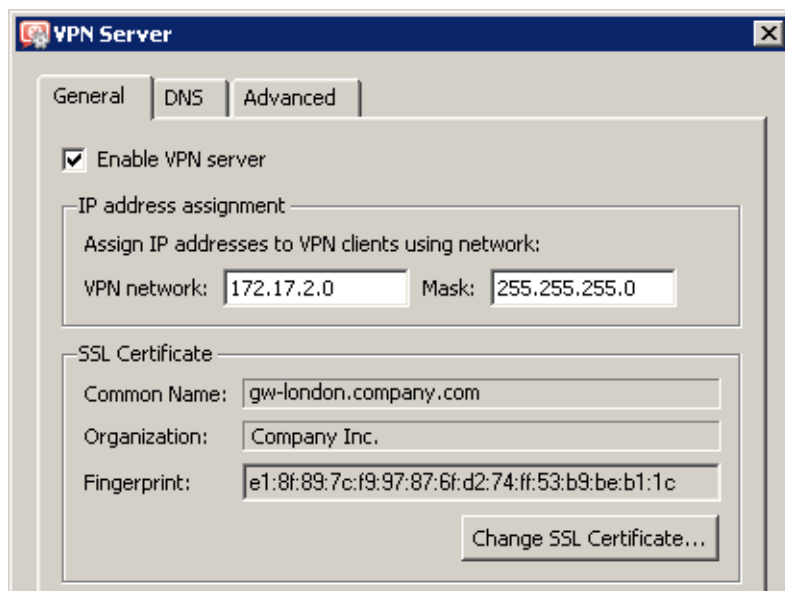 VPN Server
General DNS Advanced
Enable VPN server
IP address assignment
Assign IP addresses to VPN clients using network:
VPN network: 172.17.2.0 Mask: 255.255.255.0
SSL Certificate
Common Name: gw-london.company.com
Organization: Company Inc.
Fingerprint: e1:8f:89:7c:f9:97:87:6f:d2:74:ff:53:b9:be:b1:1c
Change SSL Certificate...